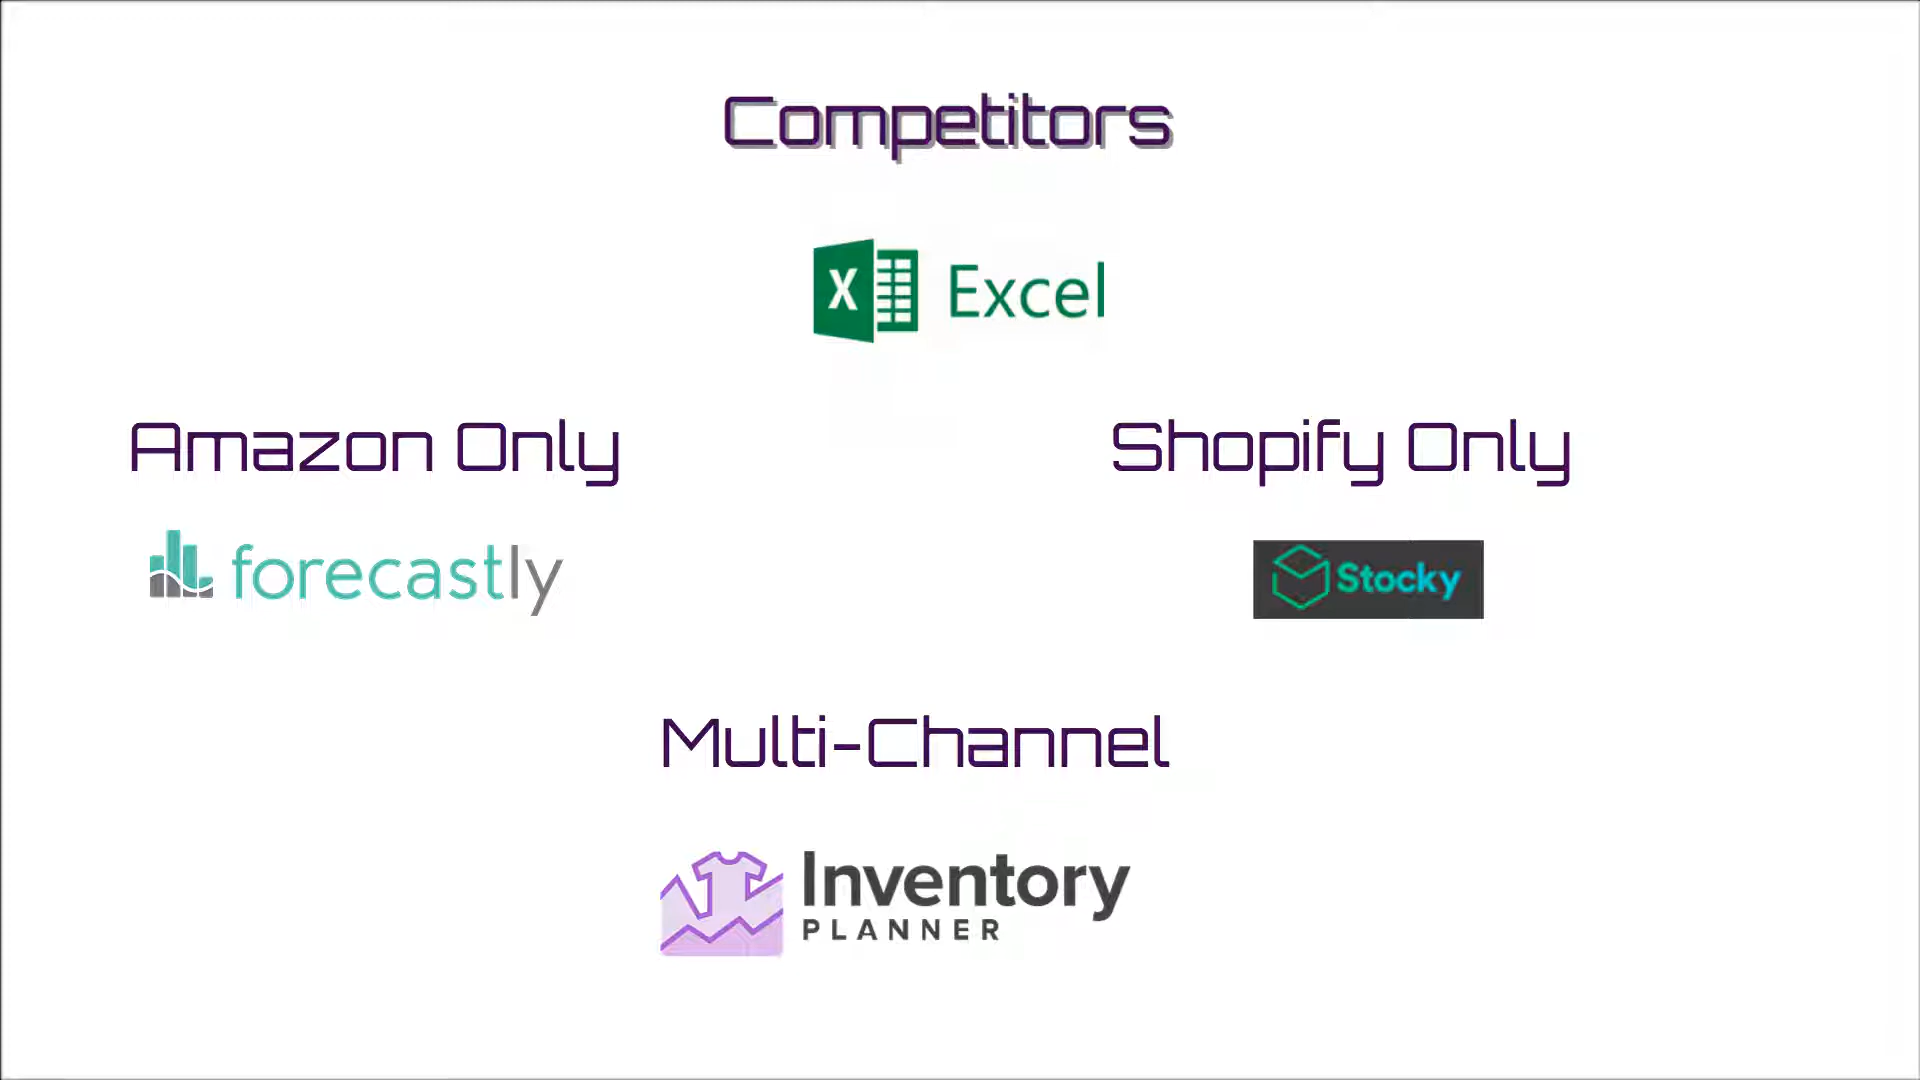 Competitors
X Excel
Amazon Only
Shopify Only
forecastly
Stocky
Multi-Channel
Inventory
PLANNER